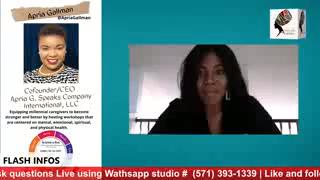 Apria Gallman
@ApriaGallman
Cofounder/CEO
Apria G. Speaks Company
International, LLC
Equipping millennial caregivers to become
stronger and better by hosting workshops that
are centered on mental, emotional, spiritual,
and physical health.
FLASH INFOS
sk questions Live using Wathsapp studio # (571) 393-1339 | Like and follo